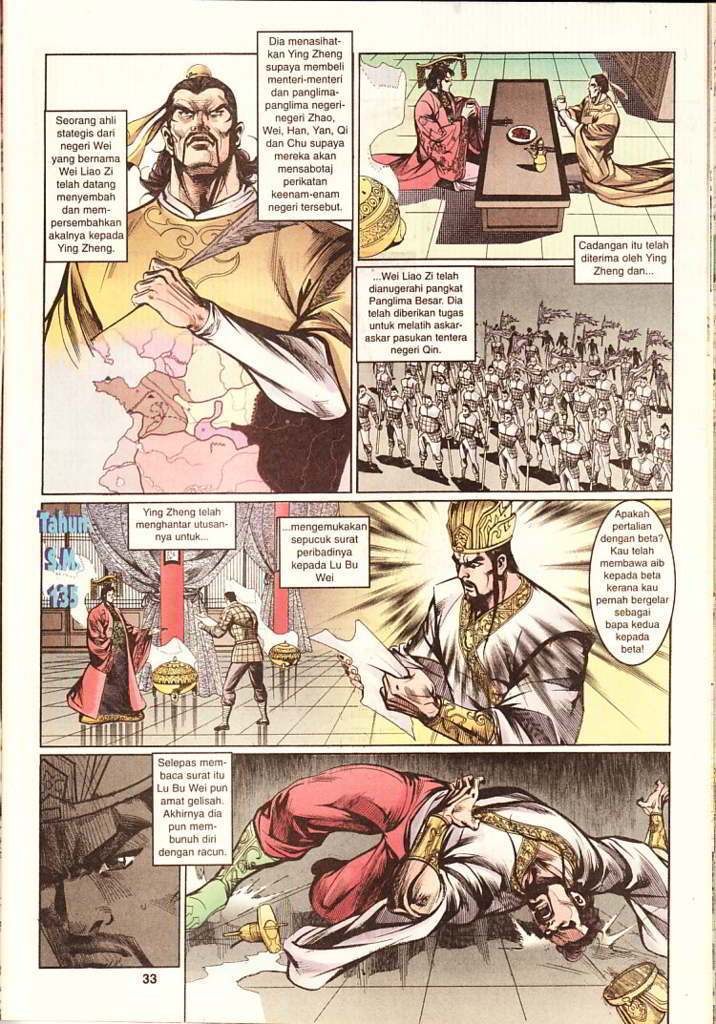 Seorang ahli
stategis dari
negeri Wei
yang bernama
Wei Liao Zi
telah datang
menyembah
dan mem-
persembahkan
akalnya kepada
Ying Zheng.
Dia menasihat-
kan Ying Zheng
supaya membeli
menteri-menteri
dan panglima-
panglima negeri-
negeri Zhao,
Wei, Han, Yan, Qi
dan Chu supaya
mereka akan
mensabotaj
perikatan
keenam-enam
negeri tersebut.
Cadangan itu telah
diterima oleh Ying
Zheng dan...
...Wei Liao Zi telah
dianugerahi pangkat
Panglima Besar. Dia
telah diberikan tugas
untuk melatih askar-
askar pasukan tentera
negeri Qin.
Tahun
S.M.
135
Ying Zheng telah
menghantar utusan-
nya untuk...
...mengemukakan
sepucuk surat
peribadinya
kepada Lu Bu
Wei
Apakah
pertalian
dengan beta?
Kau telah
membawa aib
kepada beta
kerana kau
pernah bergelar
sebagai
bapa kedua
kepada
beta!
Selepas mem-
baca surat itu
Lu Bu Wei pun
amat gelisah.
Akhirnya dia
pun mem-
bunuh diri
dengan racun.
33